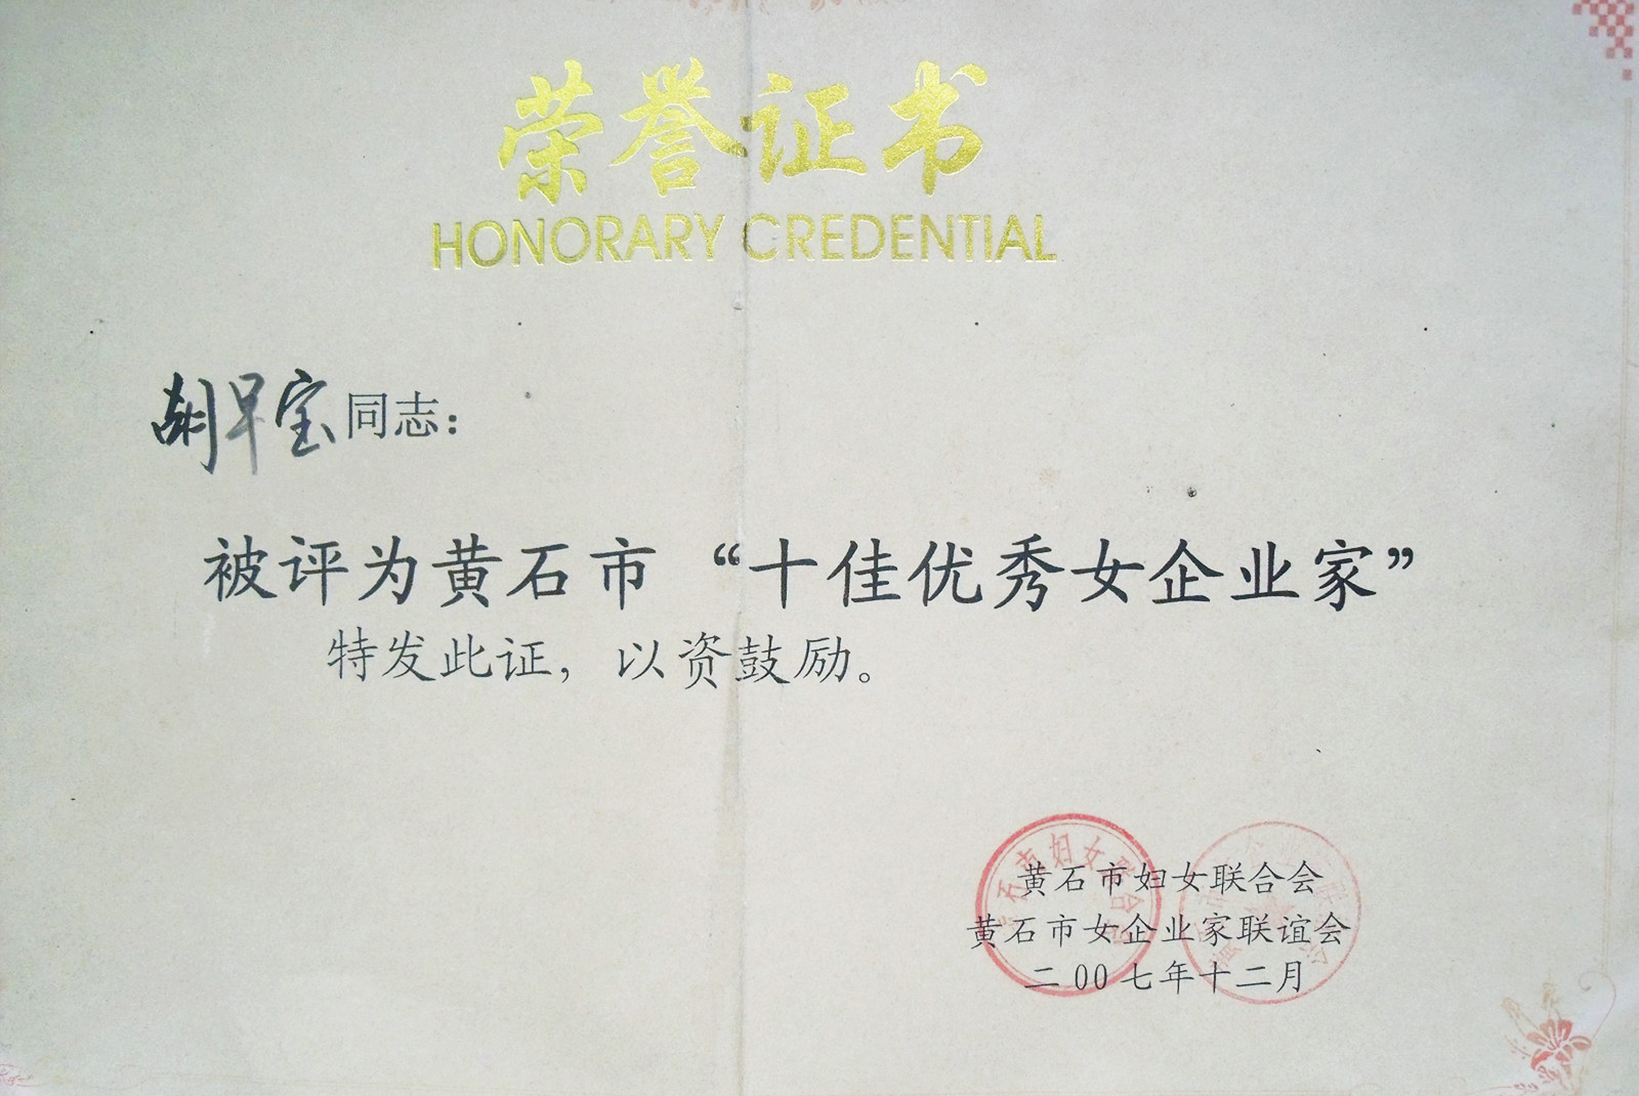 荣誉证书
HONORARY CREDENTIAL
胡早宝同志：
被评为黄石市“十佳优秀女企业家”
特发此证，以资鼓励。
黄石市妇女联合会
黄石市女企业家联谊会
二00七年十二月